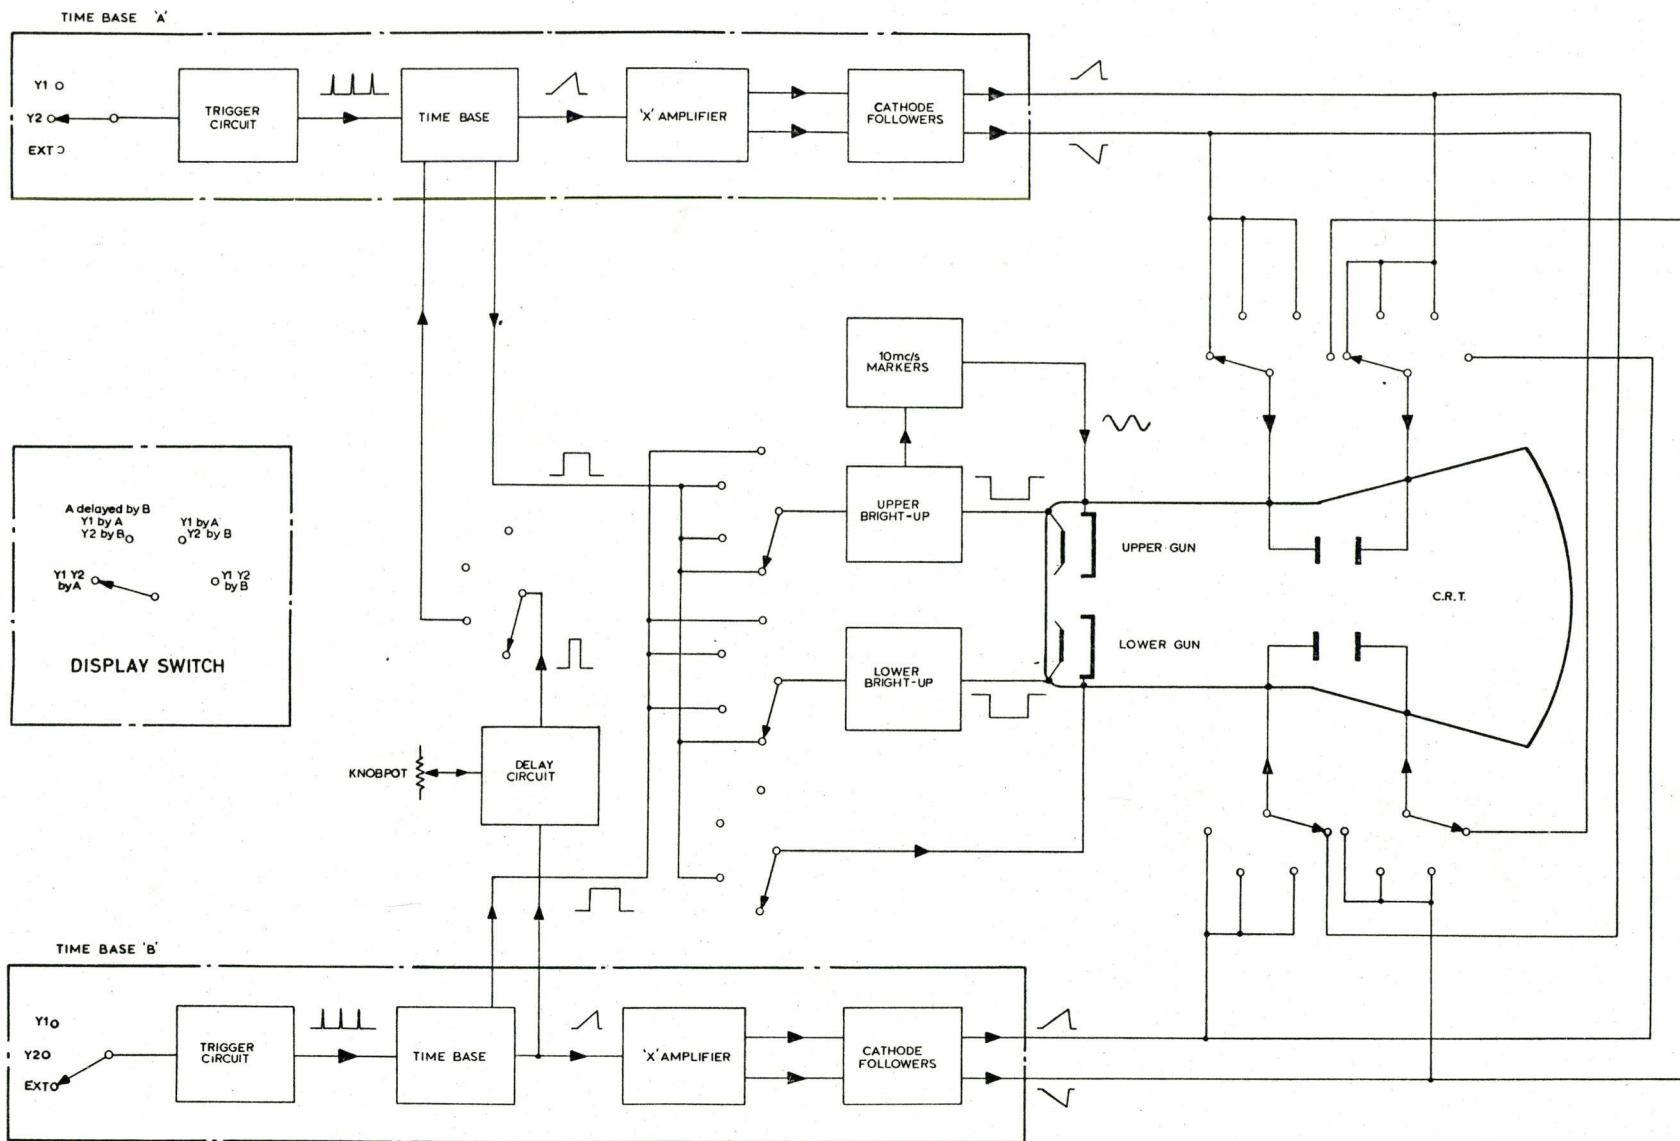 TIME BASE 'A'
Y1
Y2
EXT
TRIGGER
CIRCUIT
TIME BASE
'X' AMPLIFIER
CATHODE
FOLLOWERS
10mc/s
MARKERS
A delayed by B
Y1 by A
Y2 by B
Y1 by A
Y2 by B
Y1 Y2
by A
Y1 Y2
by B
DISPLAY SWITCH
UPPER
BRIGHT-UP
UPPER GUN
C.R.T.
LOWER
BRIGHT-UP
LOWER GUN
KNOBPOT
DELAY
CIRCUIT
TIME BASE 'B'
Y1
Y2
EXT
TRIGGER
CIRCUIT
TIME BASE
'X' AMPLIFIER
CATHODE
FOLLOWERS